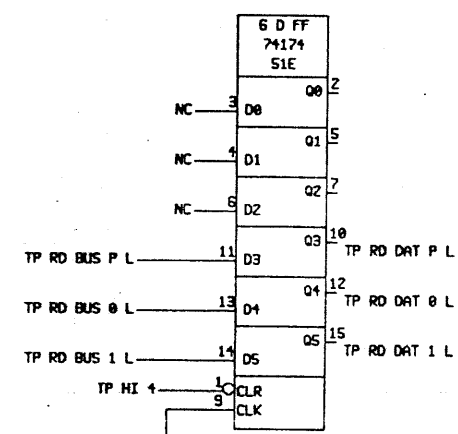 6 D FF
74174
51E
Q0 2
NC 3 D0
Q1 5
NC 4 D1
Q2 7
NC 6 D2
Q3 10 TP RD DAT P L
TP RD BUS P L 11 D3
Q4 12 TP RD DAT 0 L
TP RD BUS 0 L 13 D4
Q5 15 TP RD DAT 1 L
TP RD BUS 1 L 14 D5
TP HI 4 1 CLR
9 CLK